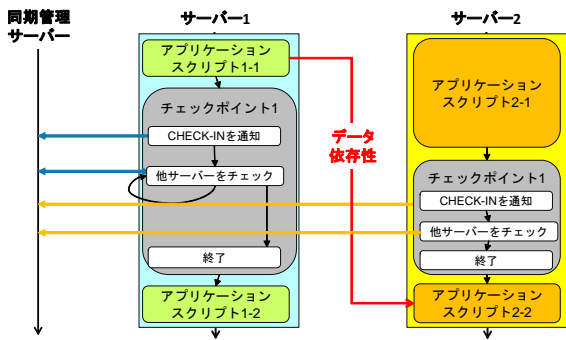 同期管理
サーバー
サーバー1
アプリケーション
スクリプト1-1
チェックポイント1
CHECK-INを通知
他サーバーをチェック
終了
アプリケーション
スクリプト1-2
データ
依存性
サーバー2
アプリケーション
スクリプト2-1
チェックポイント1
CHECK-INを通知
他サーバーをチェック
終了
アプリケーション
スクリプト2-2